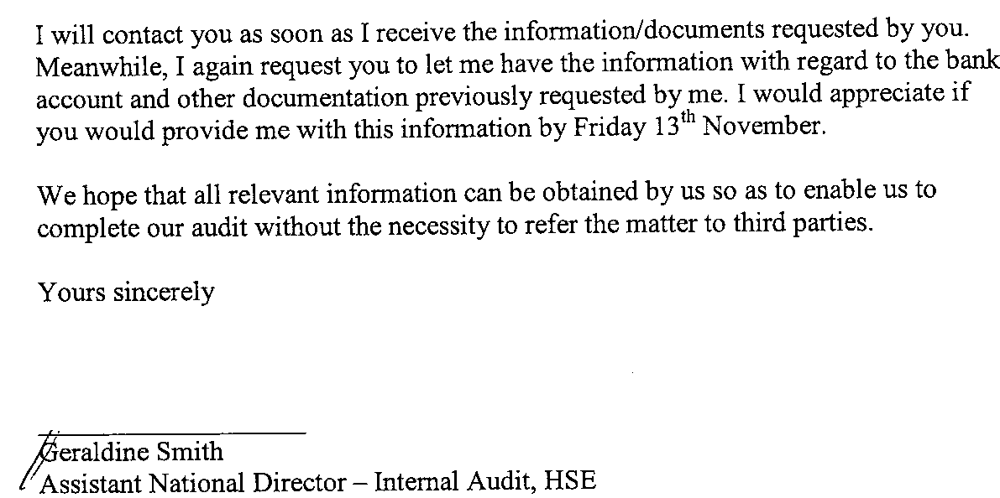 I will contact you as soon as I receive the information/documents requested by you.
Meanwhile, I again request you to let me have the information with regard to the bank
account and other documentation previously requested by me. I would appreciate if
you would provide me with this information by Friday 13th November.
We hope that all relevant information can be obtained by us so as to enable us to
complete our audit without the necessity to refer the matter to third parties.
Yours sincerely
Geraldine Smith
Assistant National Director – Internal Audit, HSE